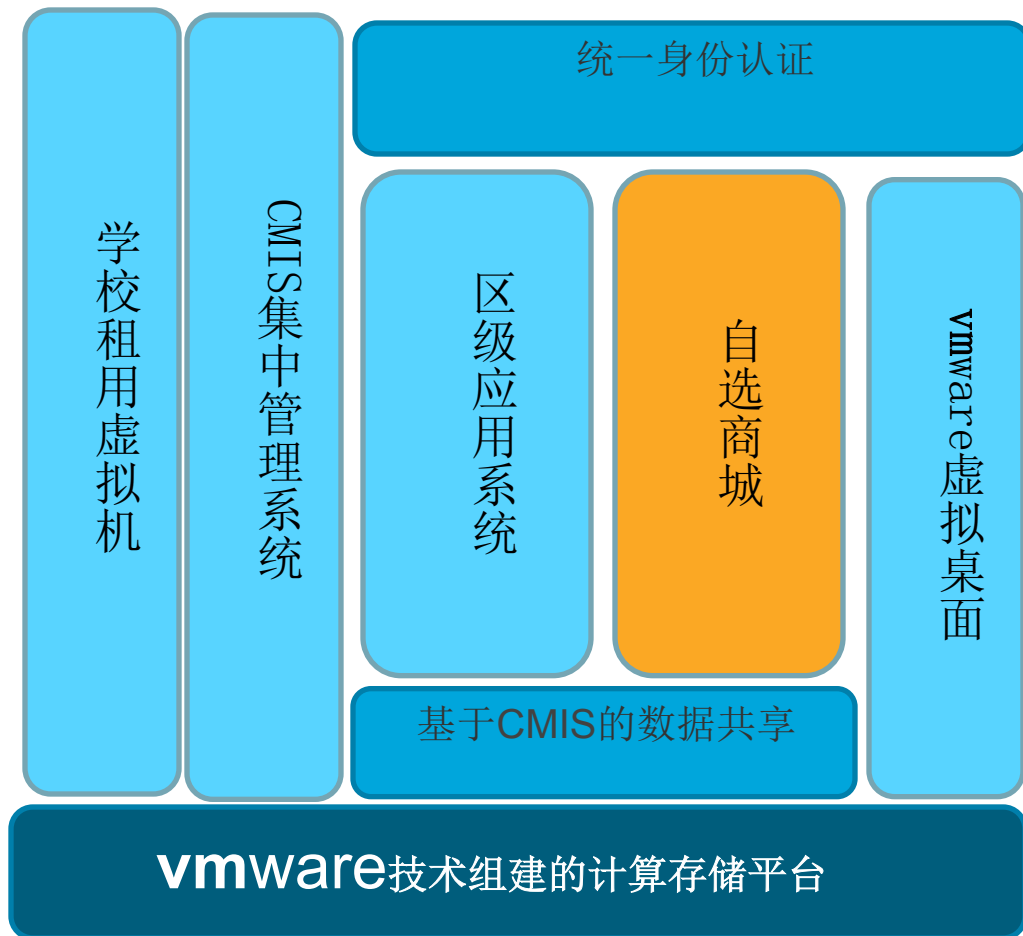 统一身份认证
学校租用虚拟机
CMIS集中管理系统
区级应用系统
自选商城
vmware虚拟桌面
基于CMIS的数据共享
vmware技术组建的计算存储平台